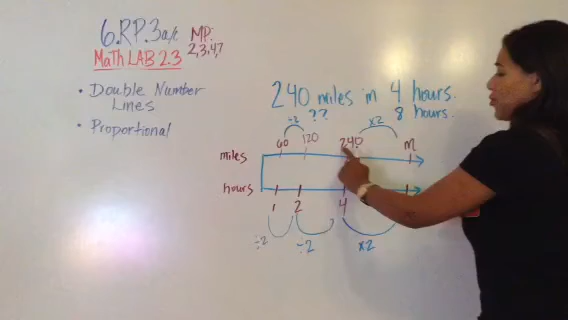 6.RP.3a/c MP:
2,3,4,7
Math LAB 2.3
• Double Number
Lines
• Proportional
240 miles in 4 hours.
?? 8 hours.
÷2 x2
60 120 240 m
miles
hours
1 2 4
÷2 ÷2 x2